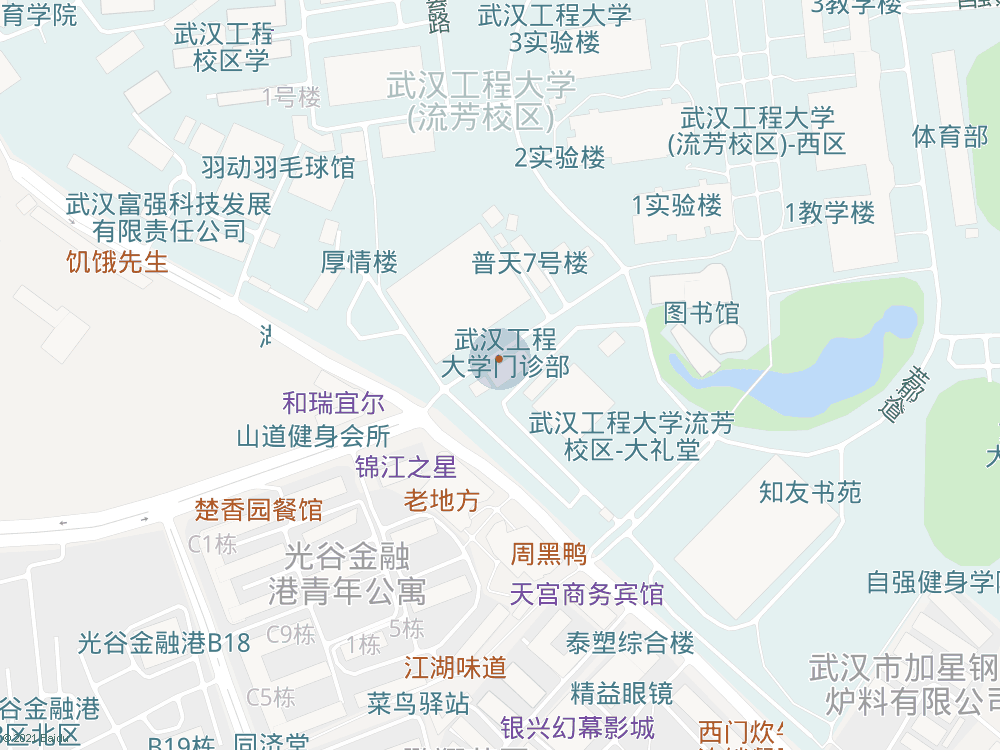 育学院
武汉工程
校区学
武汉工程大学
3实验楼
3教学楼
1号楼
武汉工程大学
(流芳校区)
武汉工程大学
(流芳校区)-西区
体育部
2实验楼
羽动羽毛球馆
武汉富强科技发展
有限责任公司
1实验楼
1教学楼
饥饿先生
厚情楼
普天7号楼
图书馆
武汉工程
大学门诊部
和瑞宜尔
山道健身会所
武汉工程大学流芳
校区-大礼堂
锦江之星
老地方
知友书苑
楚香园餐馆
C1栋
光谷金融
港青年公寓
周黑鸭
天宫商务宾馆
自强健身学院
C9栋
5栋
1栋
光谷金融港B18
泰塑综合楼
江湖味道
武汉市加星钢
炉料有限公司
C5栋
菜鸟驿站
精益眼镜
谷金融港
B区北区
银兴幻幕影城
西门炊
B19栋
同济堂
© 2021 Baidu